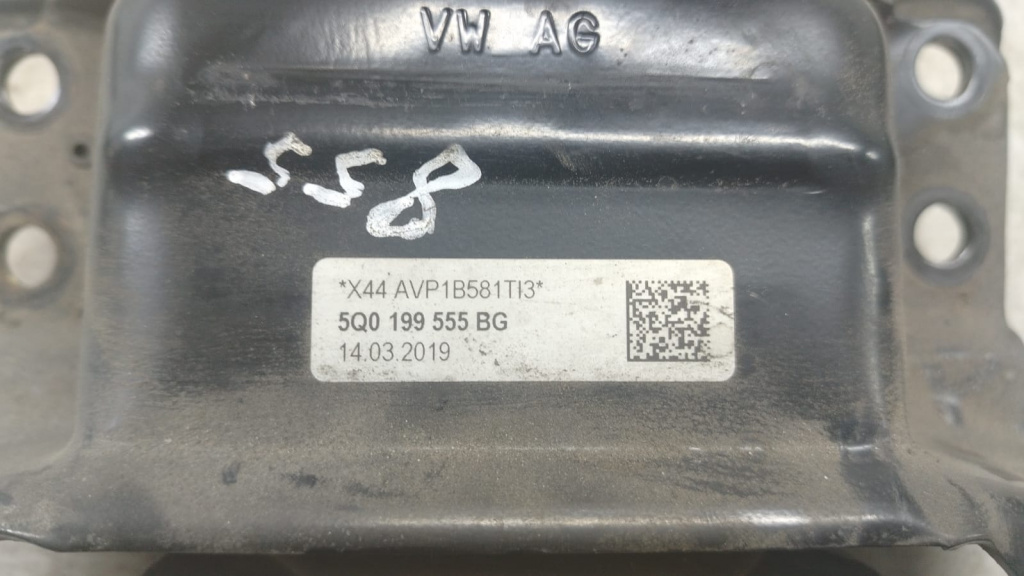 VW AG
558
*X44 AVP1B581TI3*
5Q0 199 555 BG
14.03.2019